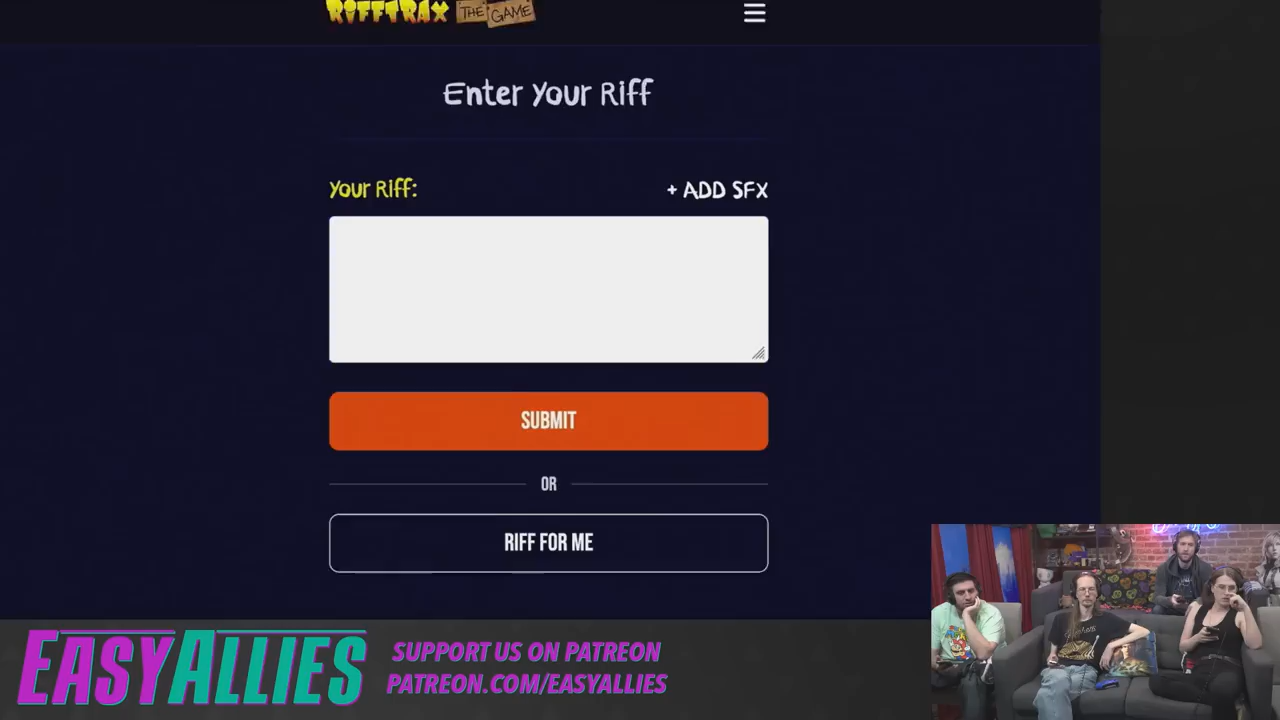 RIFFTRAX THE GAME
Enter Your Riff
Your Riff:
+ ADD SFX
SUBMIT
OR
RIFF FOR ME
EASYALLIES
SUPPORT US ON PATREON
PATREON.COM/EASYALLIES